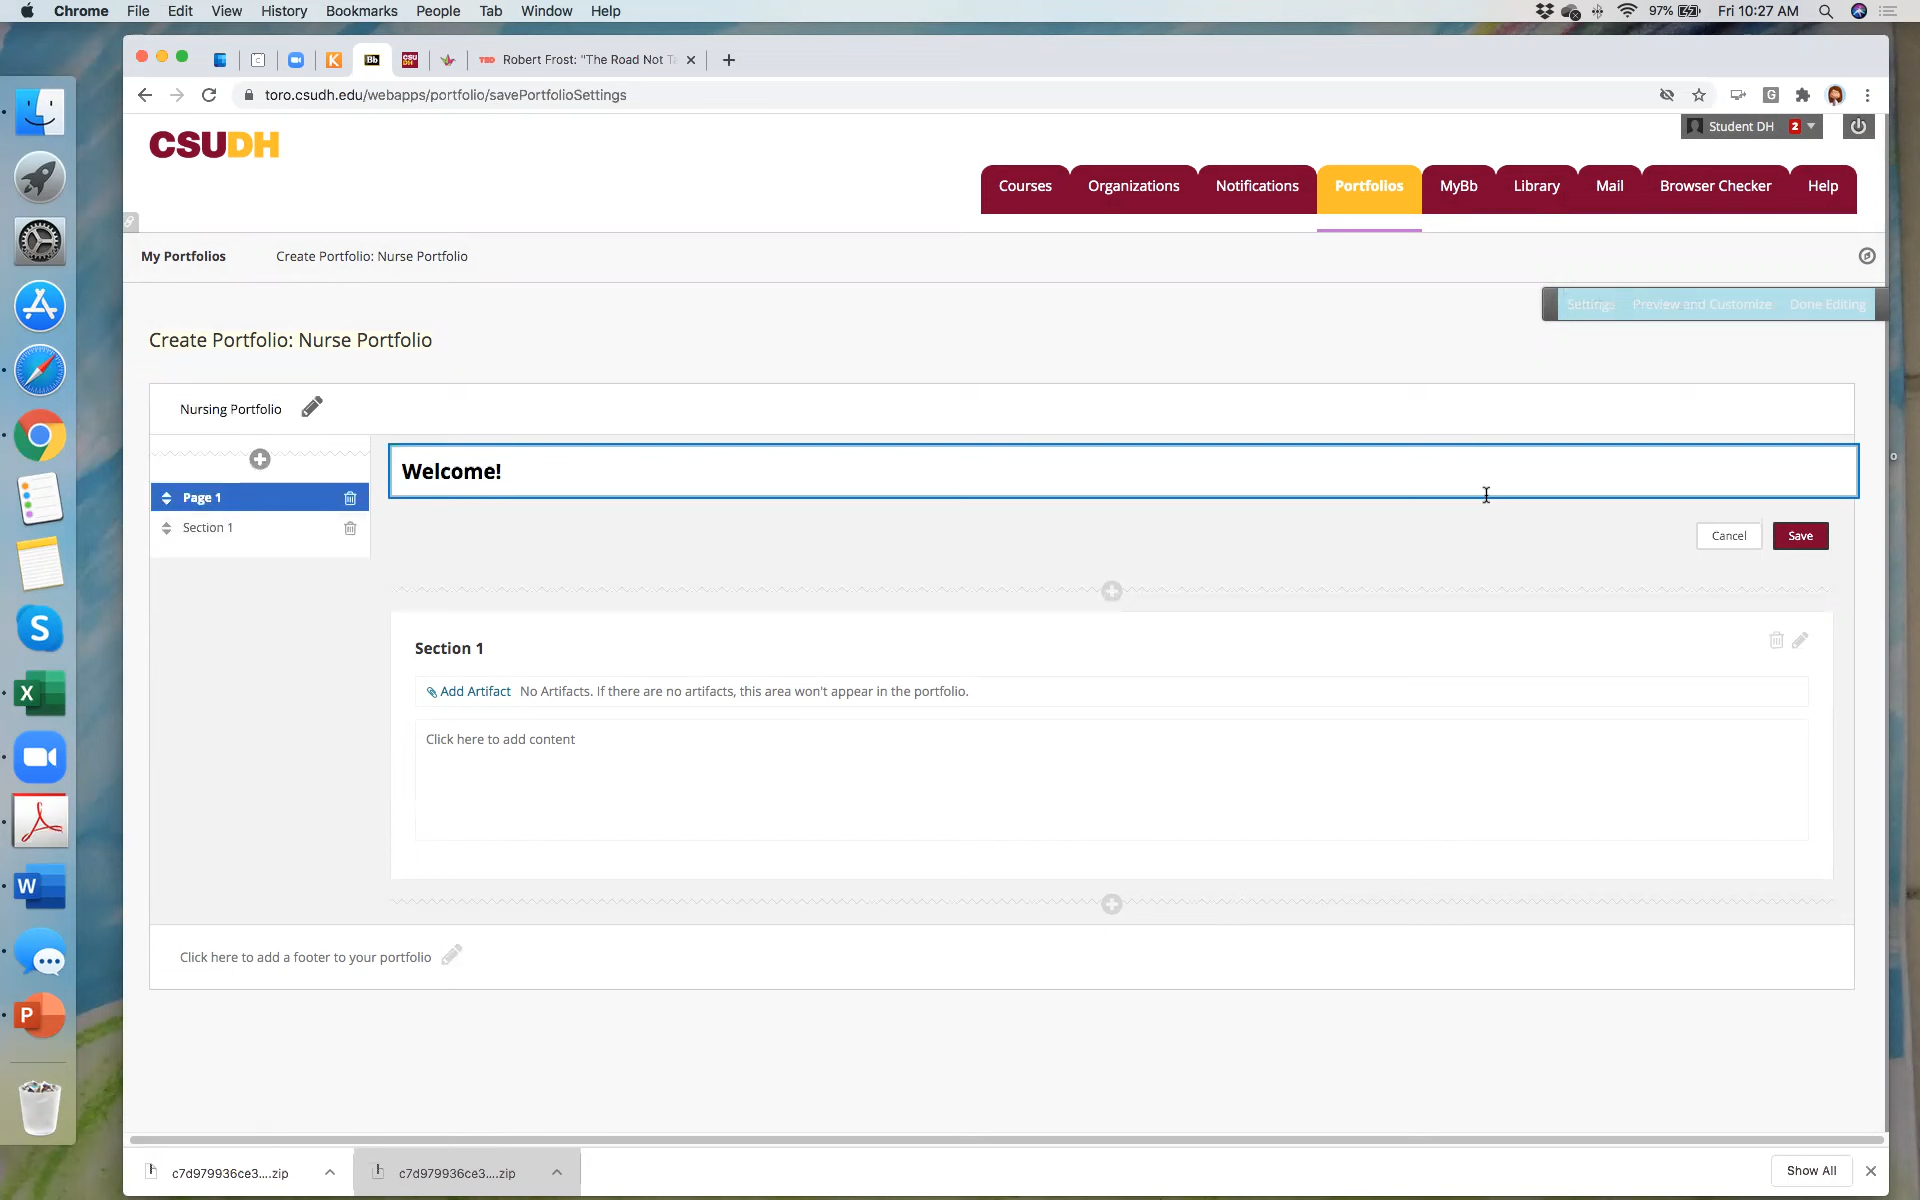 Chrome File Edit View History Bookmarks People Tab Window Help 97% Fri 10:27 AM
C K Bb CSU DH TED Robert Frost: "The Road Not Ta
toro.csudh.edu/webapps/portfolio/savePortfolioSettings G
CSUDH
Student DH 2
Courses Organizations Notifications Portfolios MyBb Library Mail Browser Checker Help
My Portfolios Create Portfolio: Nurse Portfolio
Settings Preview and Customize Done Editing
Create Portfolio: Nurse Portfolio
Nursing Portfolio
Welcome!
Page 1
Section 1
Cancel Save
Section 1
Add Artifact No Artifacts. If there are no artifacts, this area won't appear in the portfolio.
Click here to add content
Click here to add a footer to your portfolio
S
X
W
P
c7d979936ce3....zip c7d979936ce3....zip Show All